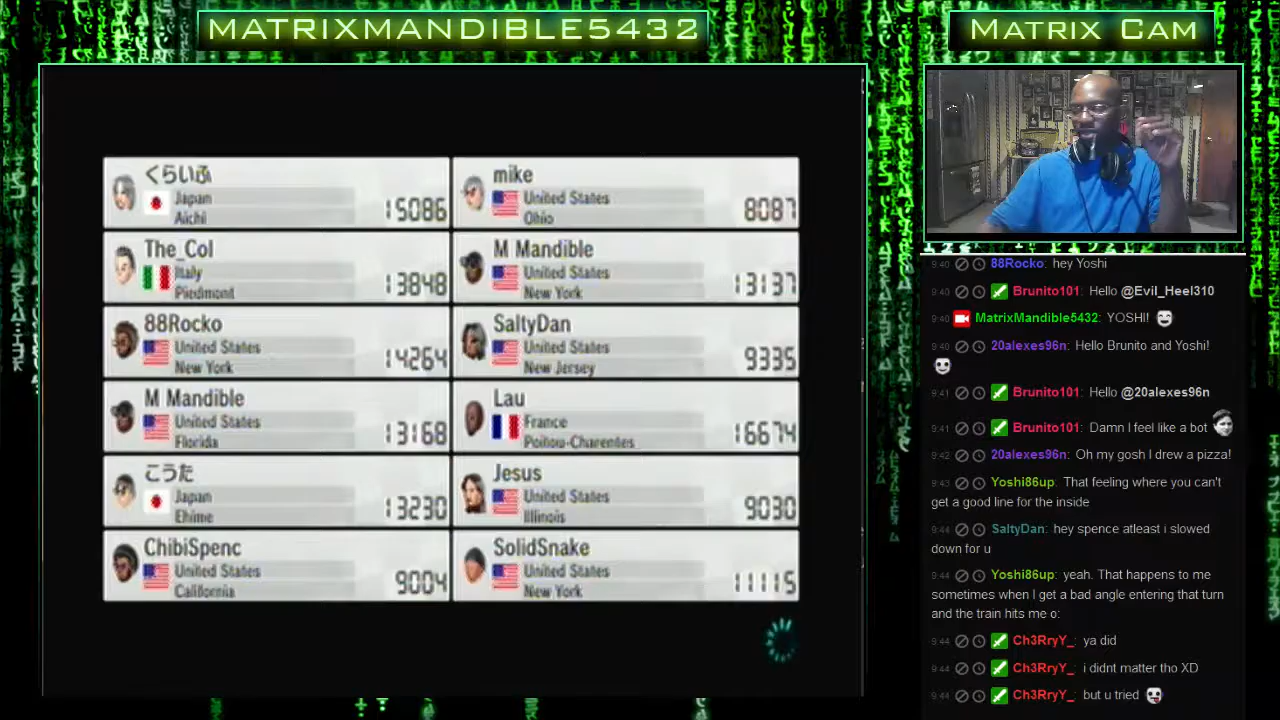 MATRIXMANDIBLE5432
Matrix Cam
くらいふ
Japan
Aichi
15086
mike
United States
Ohio
8087
The_Col
Italy
Piedmont
13848
M Mandible
United States
New York
13137
88Rocko
United States
New York
14264
SaltyDan
United States
New Jersey
9335
M Mandible
United States
Florida
13168
Lau
France
Poitou-Charentes
16674
こうた
Japan
Ehime
13230
Jesus
United States
Illinois
9030
ChibiSpenc
United States
California
9004
SolidSnake
United States
New York
11115
9:40 88Rocko: hey Yoshi
9:40 Brunito101: Hello @Evil_Heel310
9:40 MatrixMandible5432: YOSHI!
9:40 20alexes96n: Hello Brunito and Yoshi!
9:41 Brunito101: Hello @20alexes96n
9:41 Brunito101: Damn I feel like a bot
9:42 20alexes96n: Oh my gosh I drew a pizza!
9:43 Yoshi86up: That feeling where you can't
get a good line for the inside
9:44 SaltyDan: hey spence atleast i slowed
down for u
9:44 Yoshi86up: yeah. That happens to me
sometimes when I get a bad angle entering that turn
and the train hits me o:
9:44 Ch3RryY_: ya did
9:44 Ch3RryY_: i didnt matter tho XD
9:44 Ch3RryY_: but u tried